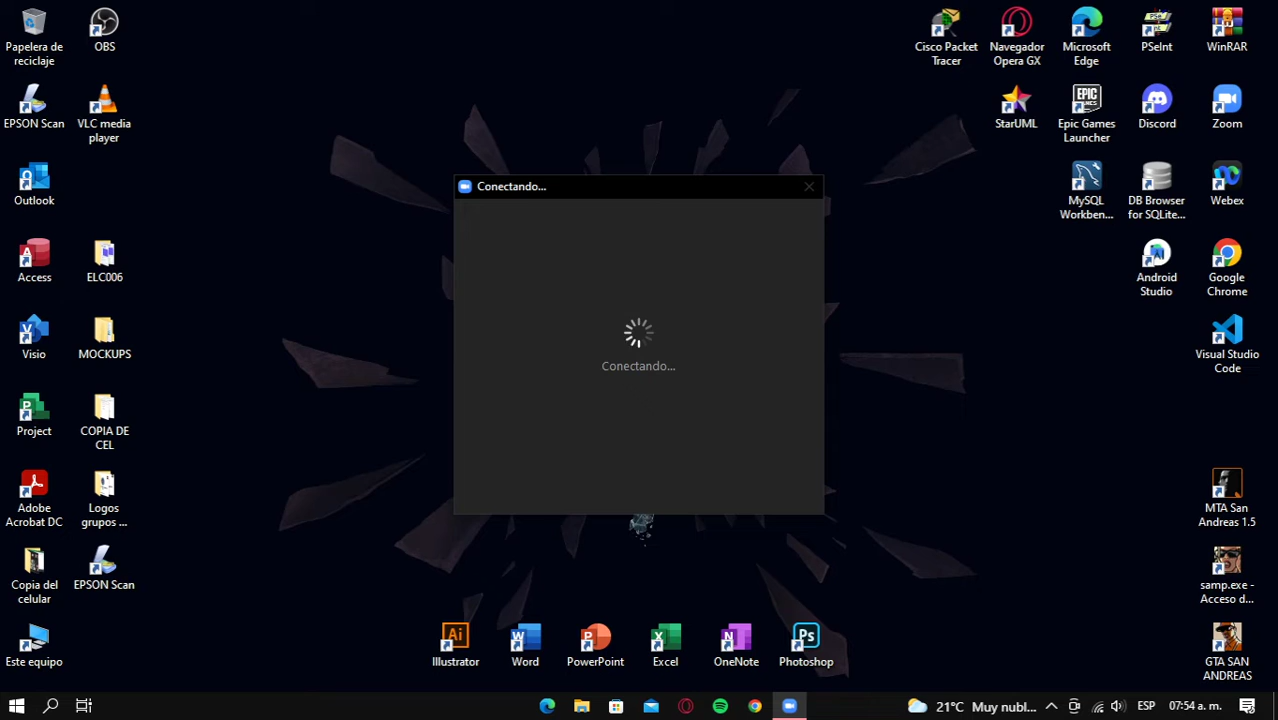 Papelera de
reciclaje
OBS
EPSON Scan
VLC media
player
Outlook
Access
ELC006
Visio
MOCKUPS
Project
COPIA DE
CEL
Adobe
Acrobat DC
Logos
grupos ...
Copia del
celular
EPSON Scan
Este equipo
Conectando...
Conectando...
Illustrator
Word
PowerPoint
Excel
OneNote
Photoshop
Cisco Packet
Tracer
Navegador
Opera GX
Microsoft
Edge
PSeInt
WinRAR
StarUML
Epic Games
Launcher
Discord
Zoom
MySQL
Workben...
DB Browser
for SQLite...
Webex
Android
Studio
Google
Chrome
Visual Studio
Code
MTA San
Andreas 1.5
samp.exe -
Acceso d...
GTA SAN
ANDREAS
21°C Muy nubl...
ESP
07:54 a. m.